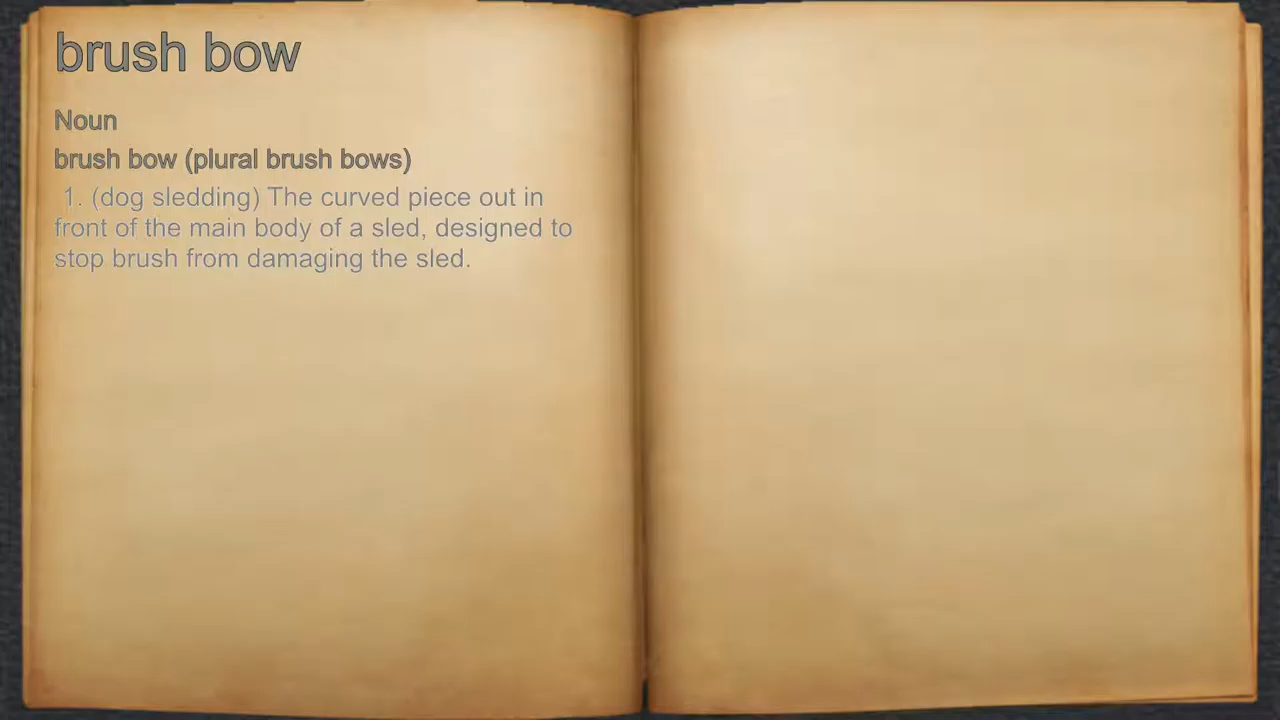 brush bow
Noun
brush bow (plural brush bows)
1. (dog sledding) The curved piece out in
front of the main body of a sled, designed to
stop brush from damaging the sled.